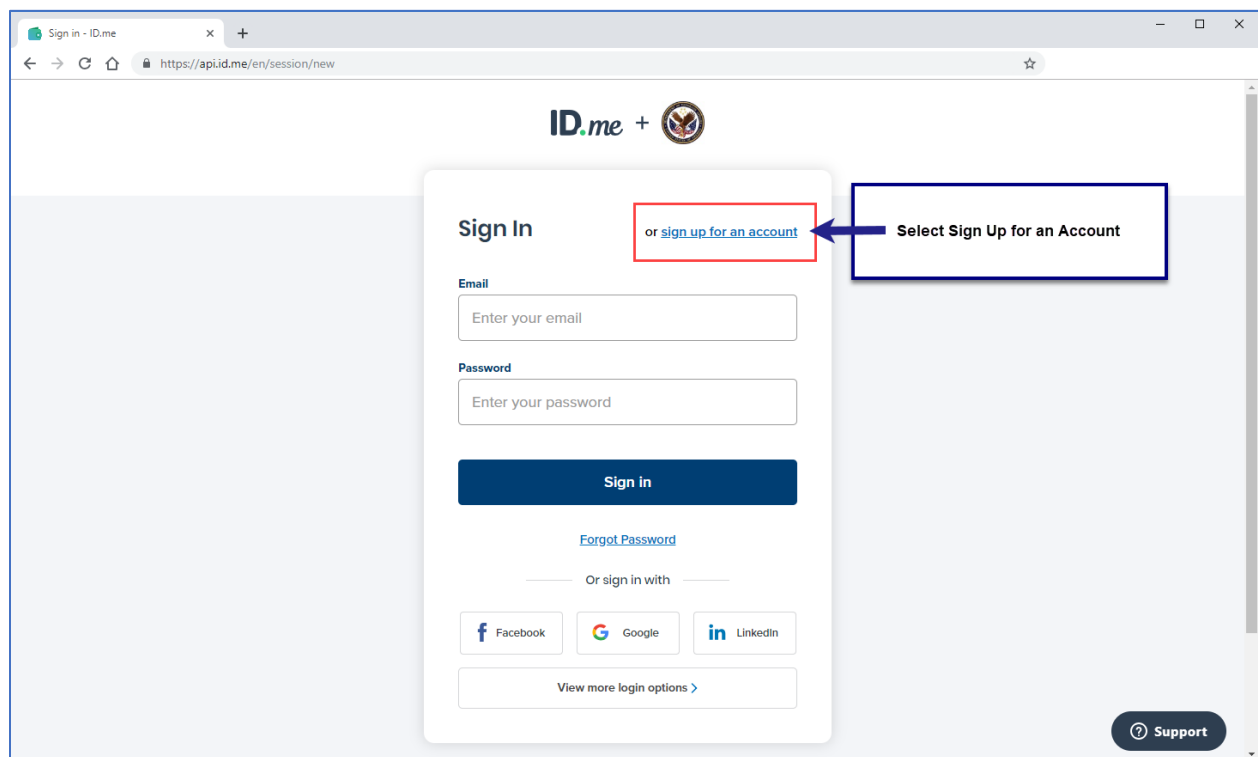 Sign in - ID.me
https://api.id.me/en/session/new
ID.me +
Sign In
or sign up for an account
Select Sign Up for an Account
Email
Enter your email
Password
Enter your password
Sign in
Forgot Password
Or sign in with
Facebook
Google
LinkedIn
View more login options
Support